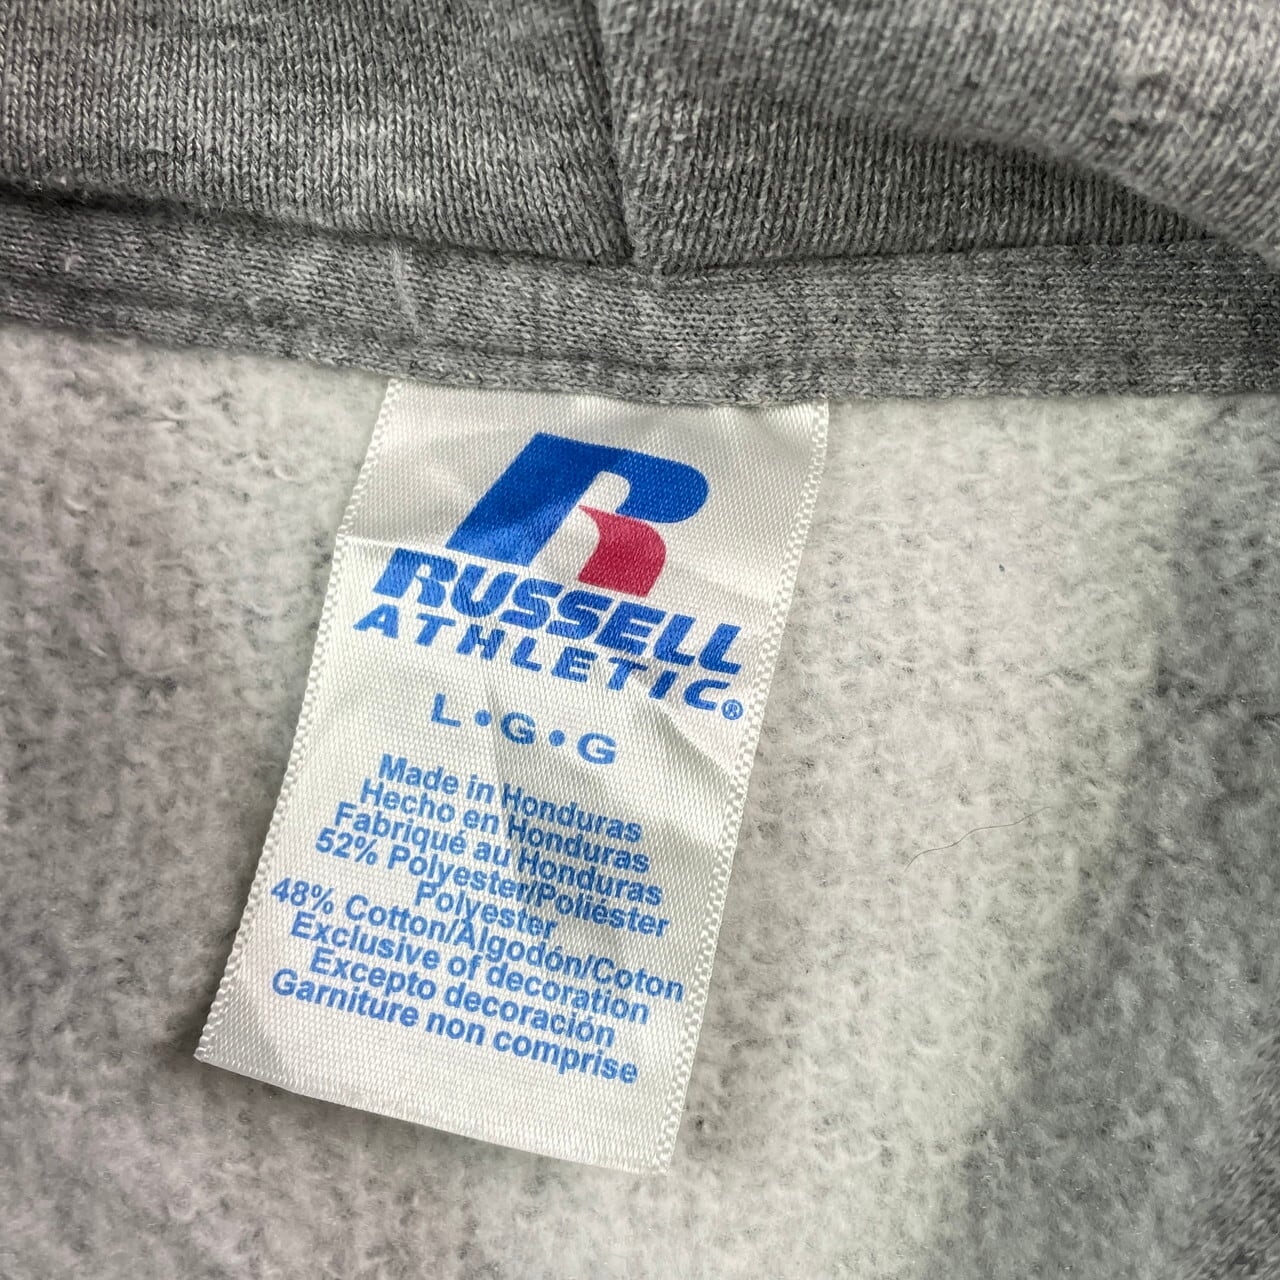 R
RUSSELL
ATHLETIC®
L•G•G
Made in Honduras
Hecho en Honduras
Fabriqué au Honduras
52% Polyester/Poliéster
Polyester
48% Cotton/Algodón/Coton
Exclusive of decoration
Excepto decoración
Garniture non comprise